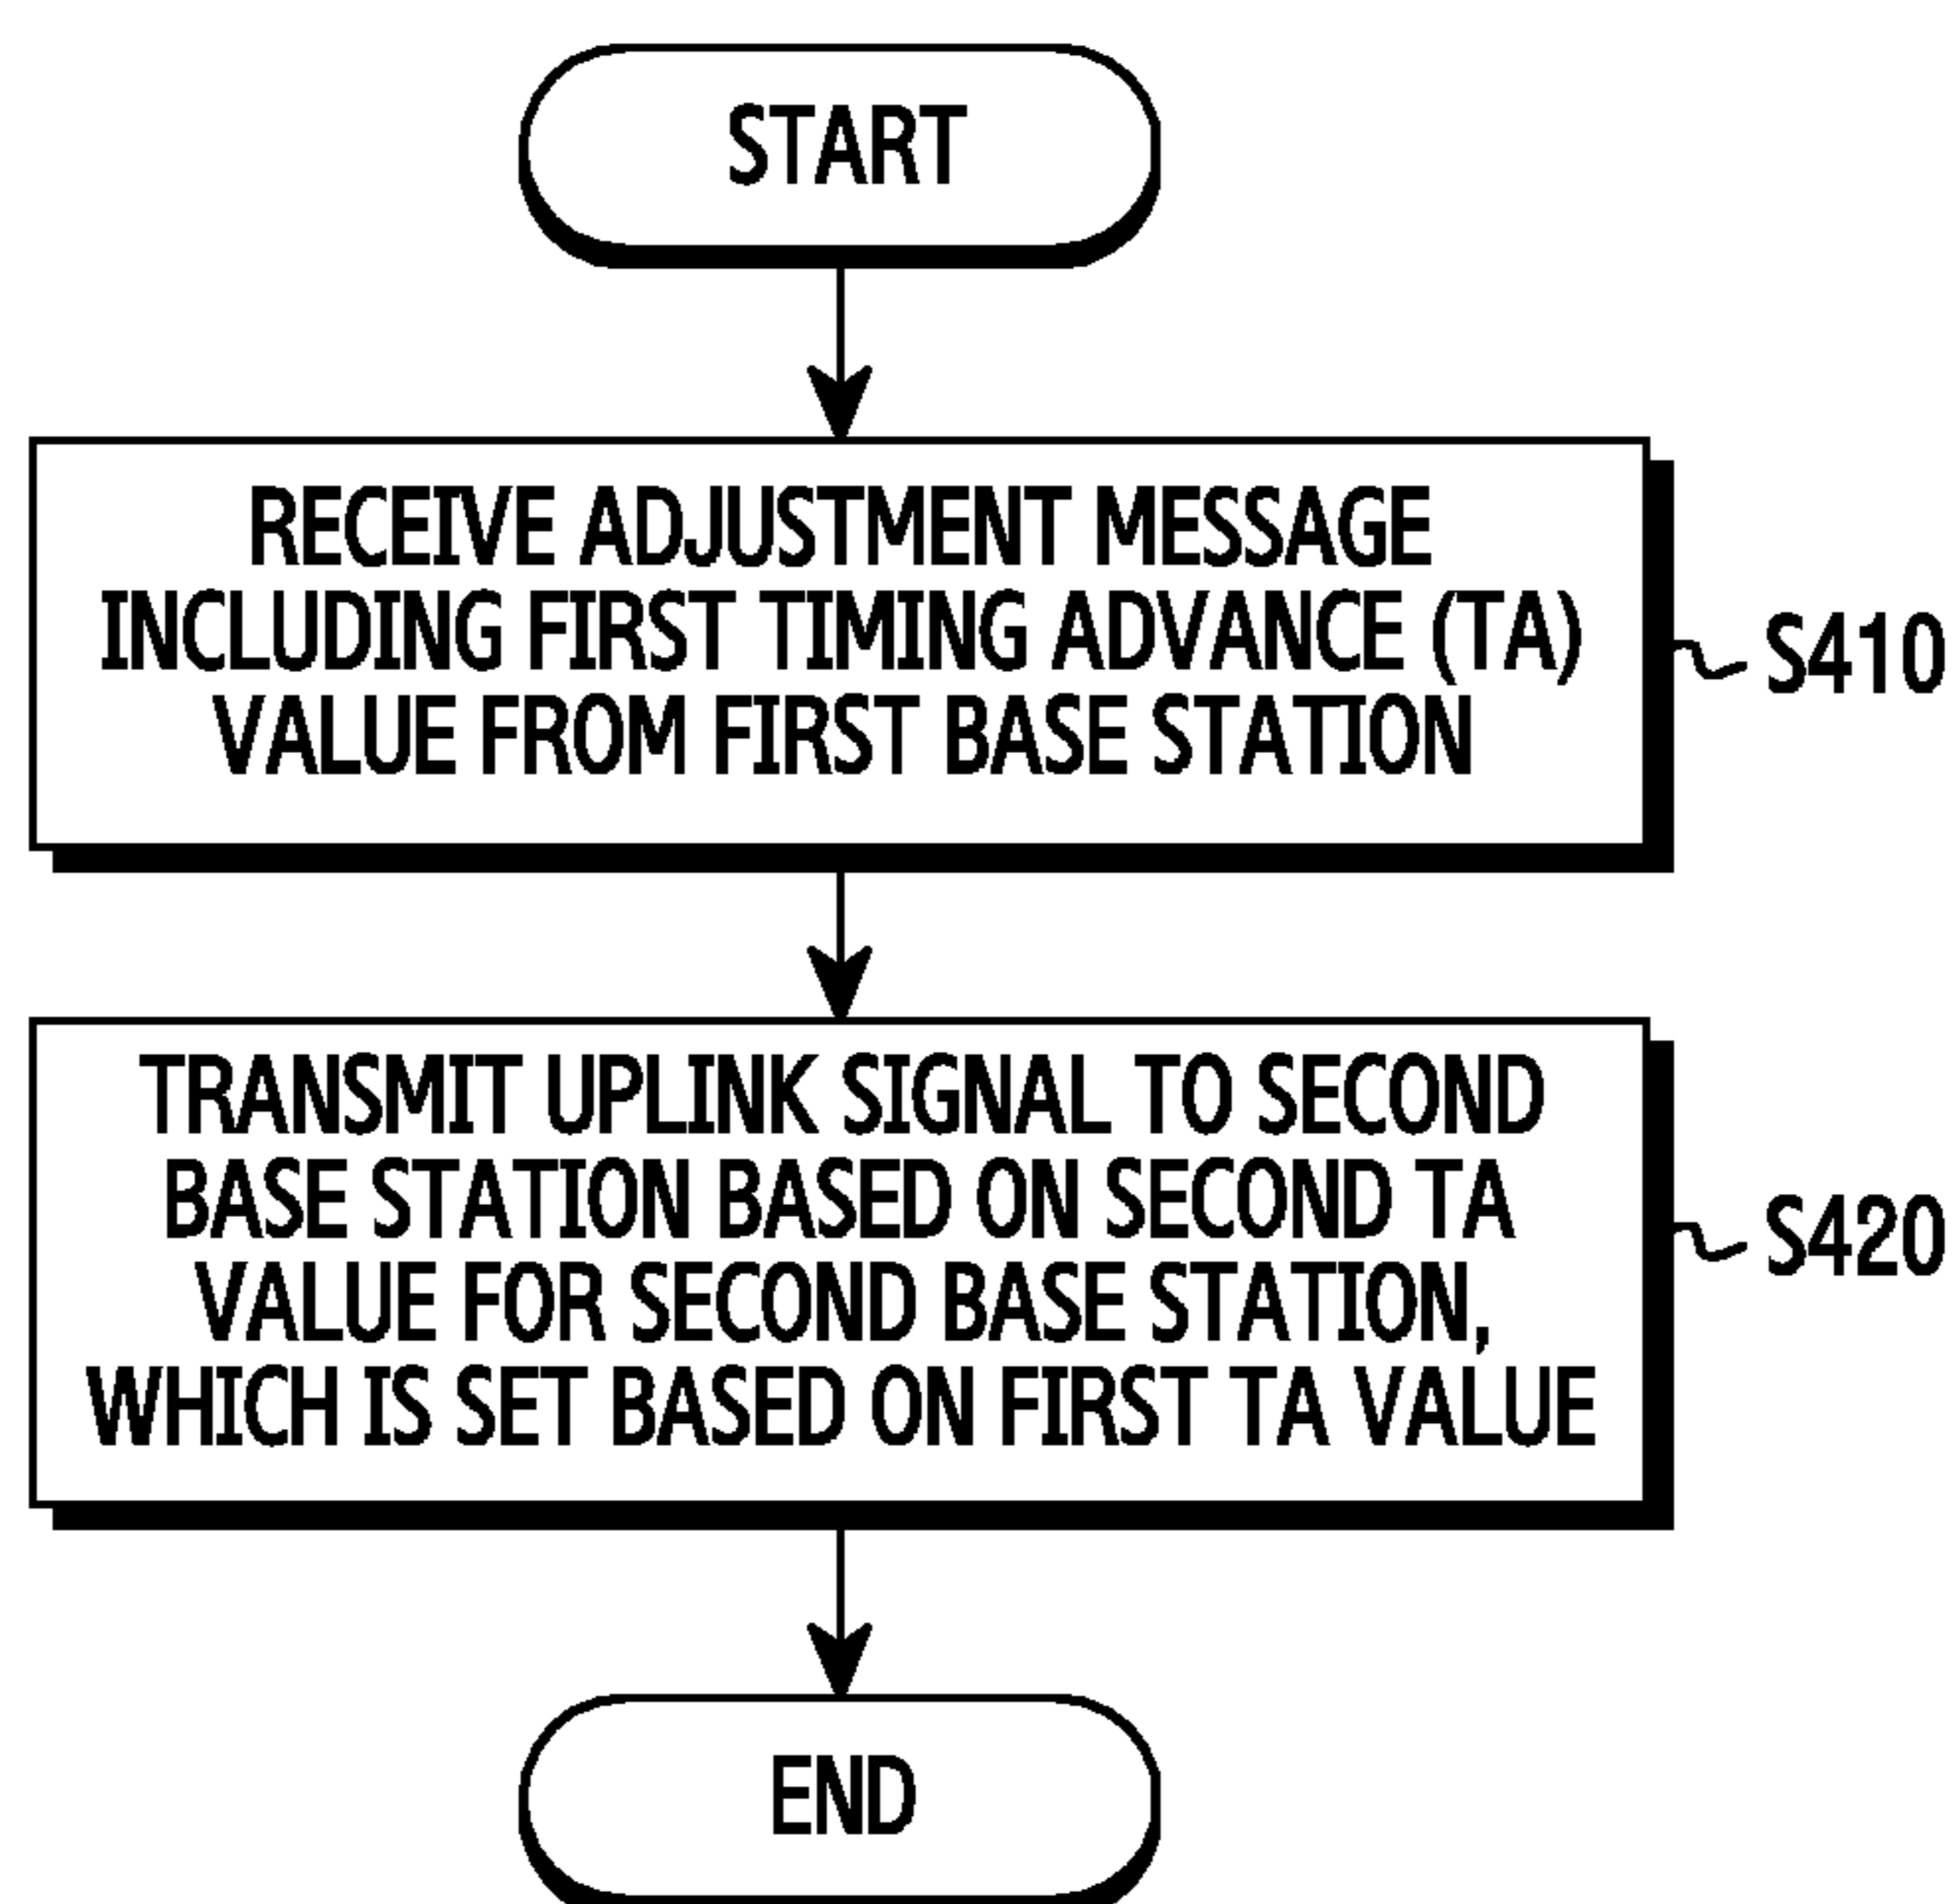 START
RECEIVE ADJUSTMENT MESSAGE
INCLUDING FIRST TIMING ADVANCE (TA)
VALUE FROM FIRST BASE STATION
S410
TRANSMIT UPLINK SIGNAL TO SECOND
BASE STATION BASED ON SECOND TA
VALUE FOR SECOND BASE STATION,
WHICH IS SET BASED ON FIRST TA VALUE
S420
END